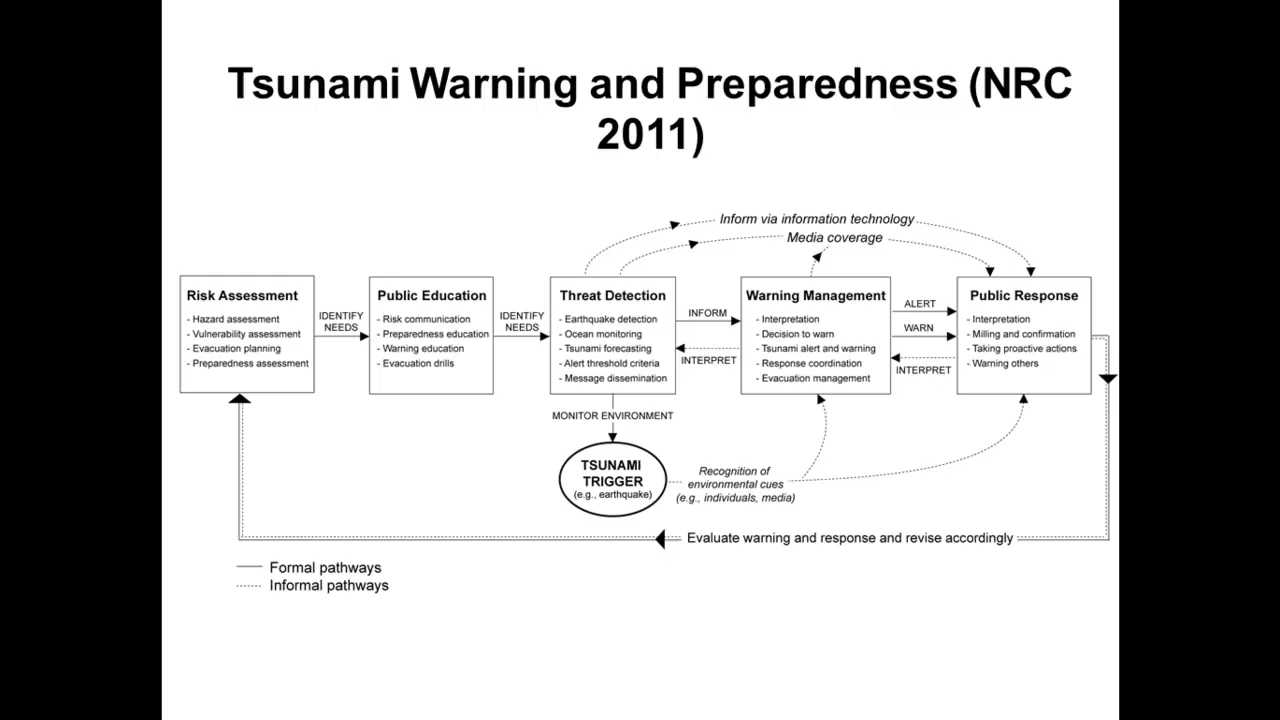 Tsunami Warning and Preparedness (NRC
2011)
Inform via information technology
Media coverage
Risk Assessment
- Hazard assessment
- Vulnerability assessment
- Evacuation planning
- Preparedness assessment
IDENTIFY
NEEDS
Public Education
- Risk communication
- Preparedness education
- Warning education
- Evacuation drills
IDENTIFY
NEEDS
Threat Detection
- Earthquake detection
- Ocean monitoring
- Tsunami forecasting
- Alert threshold criteria
- Message dissemination
INFORM
INTERPRET
Warning Management
- Interpretation
- Decision to warn
- Tsunami alert and warning
- Response coordination
- Evacuation management
ALERT
WARN
INTERPRET
Public Response
- Interpretation
- Milling and confirmation
- Taking proactive actions
- Warning others
MONITOR ENVIRONMENT
TSUNAMI
TRIGGER
(e.g., earthquake)
Recognition of
environmental cues
(e.g., individuals, media)
Evaluate warning and response and revise accordingly
Formal pathways
Informal pathways